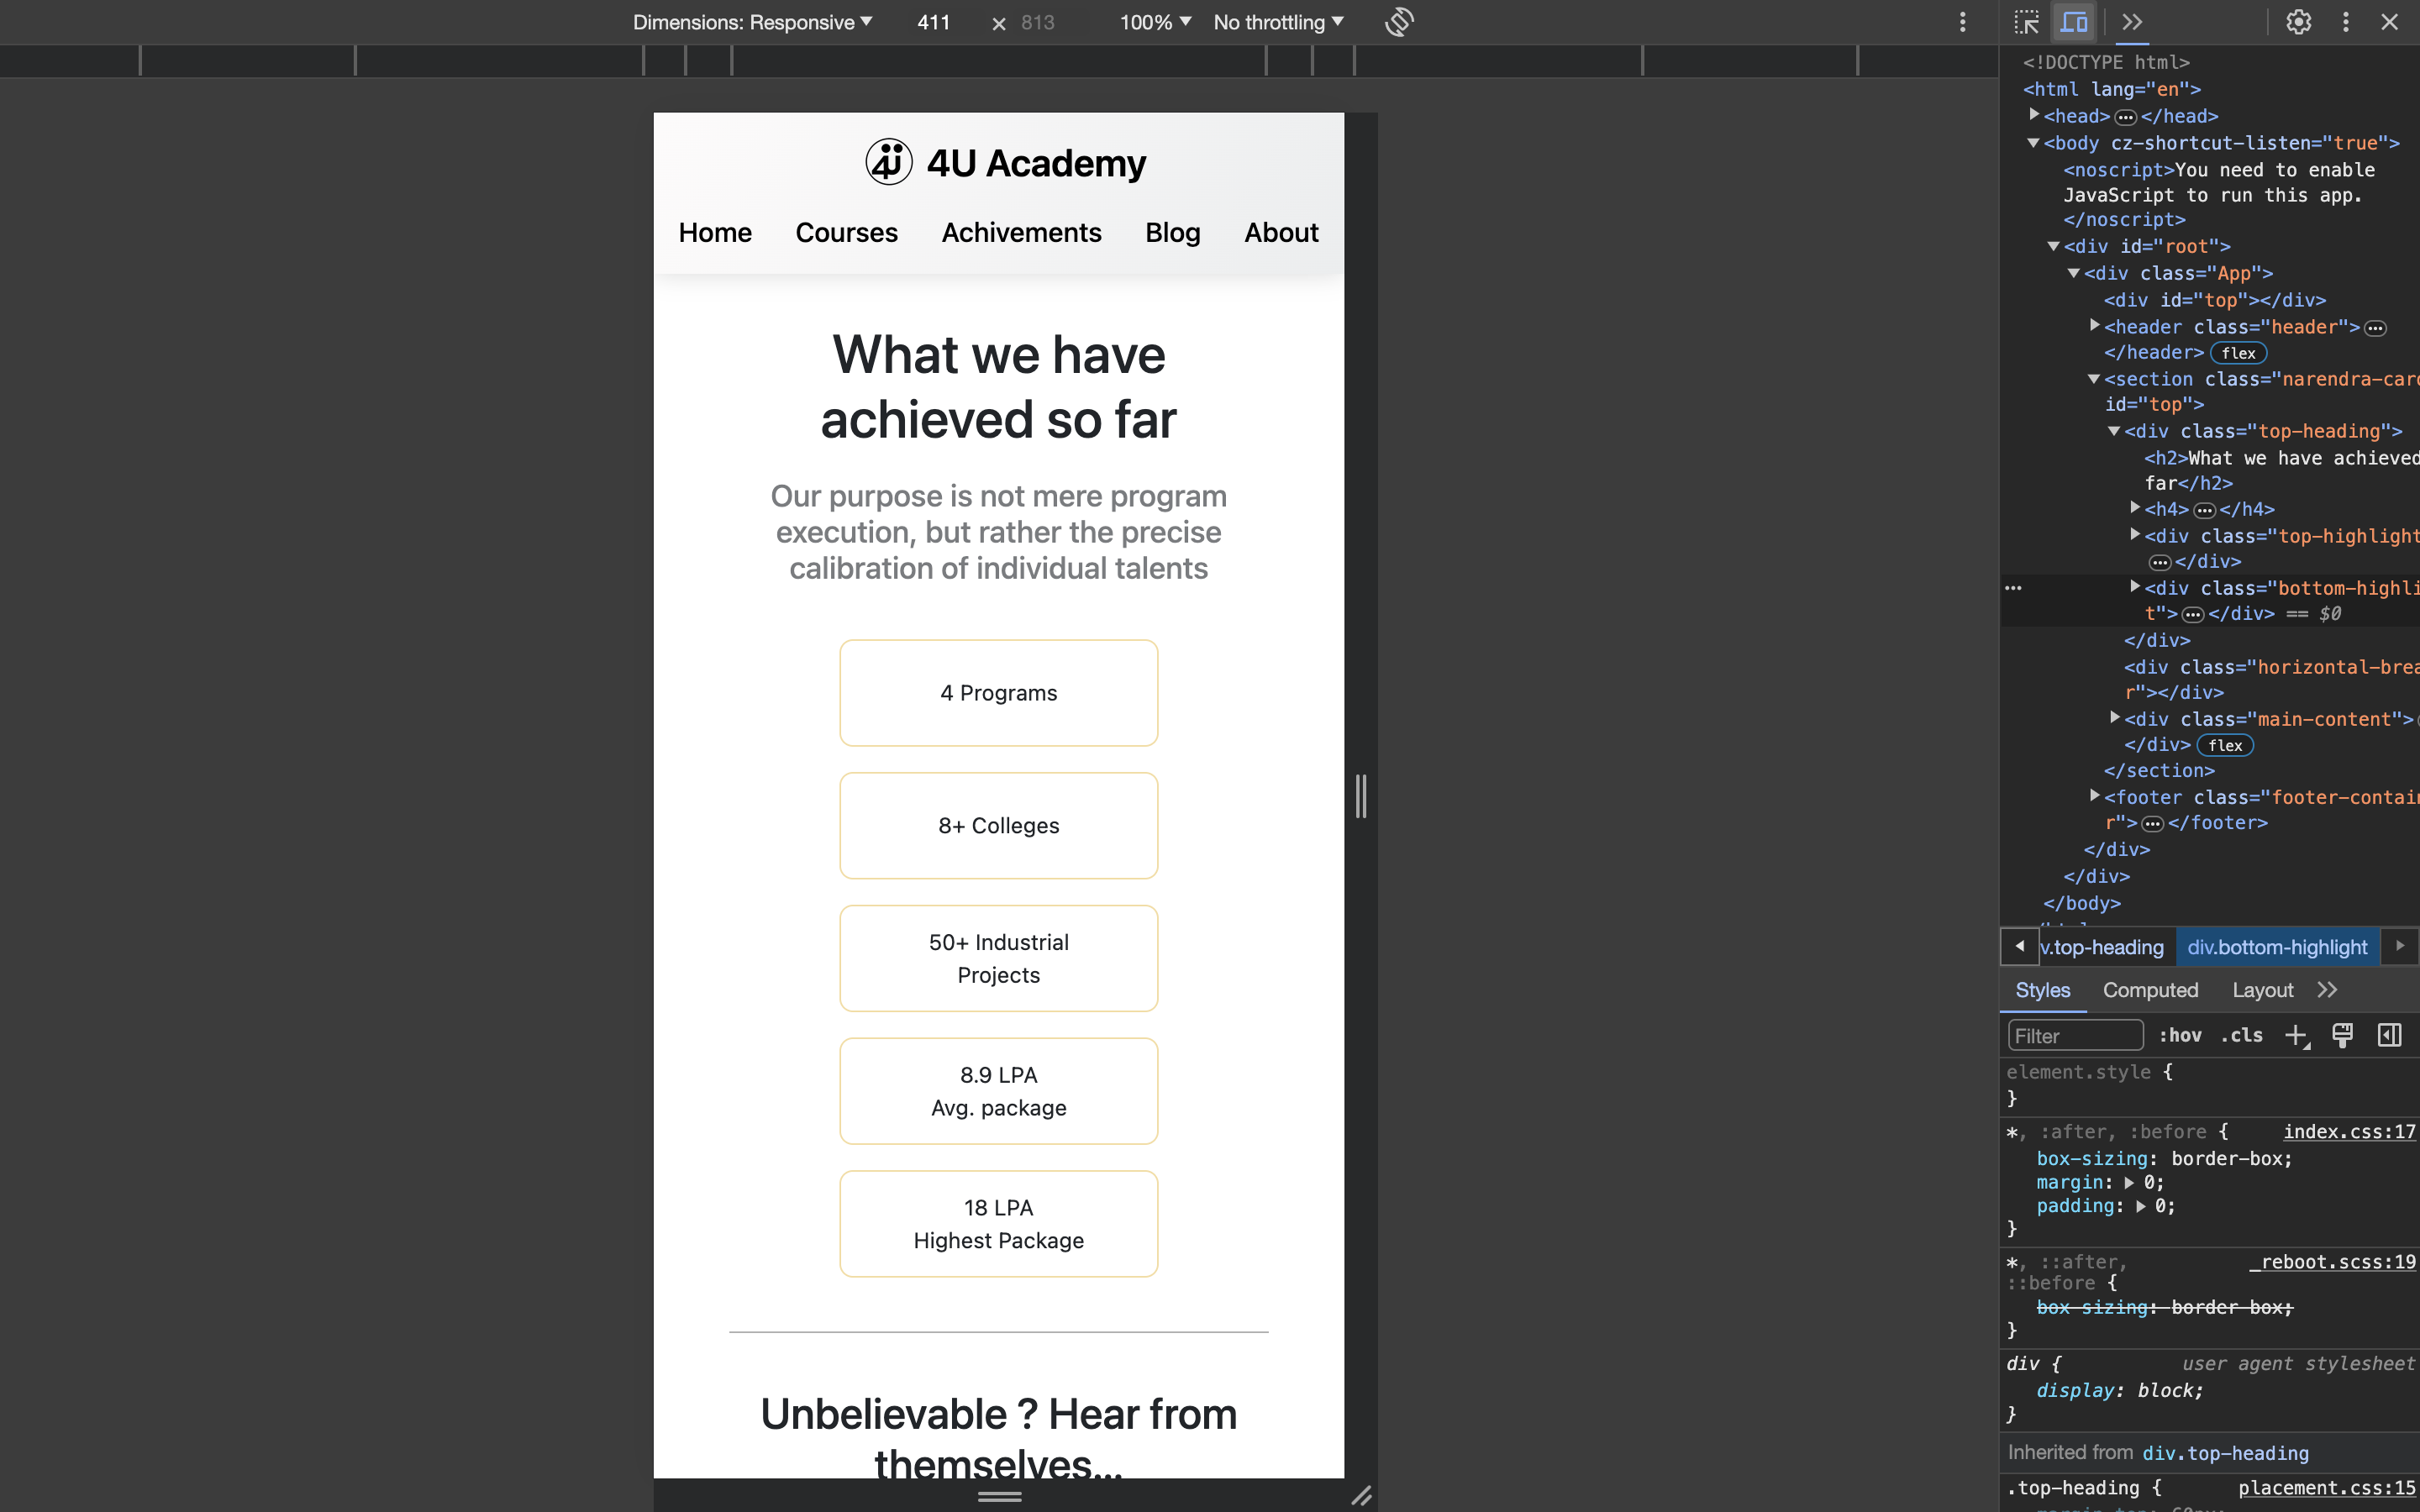 Dimensions: Responsive ▼ 411 × 813 100% ▼ No throttling ▼
4U 4U Academy
Home Courses Achivements Blog About
What we have
achieved so far
Our purpose is not mere program
execution, but rather the precise
calibration of individual talents
4 Programs
8+ Colleges
50+ Industrial
Projects
8.9 LPA
Avg. package
18 LPA
Highest Package
Unbelievable ? Hear from
themselves...
<!DOCTYPE html>
<html lang="en">
<head>…</head>
<body cz-shortcut-listen="true">
<noscript>You need to enable
JavaScript to run this app.
</noscript>
<div id="root">
<div class="App">
<div id="top"></div>
<header class="header">…
</header> flex
<section class="narendra-card
id="top">
<div class="top-heading">
<h2>What we have achieved
far</h2>
<h4>…</h4>
<div class="top-highlight
…</div>
<div class="bottom-highli
t">…</div> == $0
</div>
<div class="horizontal-brea
r"></div>
<div class="main-content">
</div> flex
</section>
<footer class="footer-contain
r">…</footer>
</div>
</div>
</body>
v.top-heading div.bottom-highlight
Styles Computed Layout
Filter :hov .cls
element.style {
}
*, :after, :before { index.css:17
box-sizing: border-box;
margin: 0;
padding: 0;
}
*, ::after, _reboot.scss:19
::before {
box-sizing: border-box;
}
div { user agent stylesheet
display: block;
}
Inherited from div.top-heading
.top-heading { placement.css:15